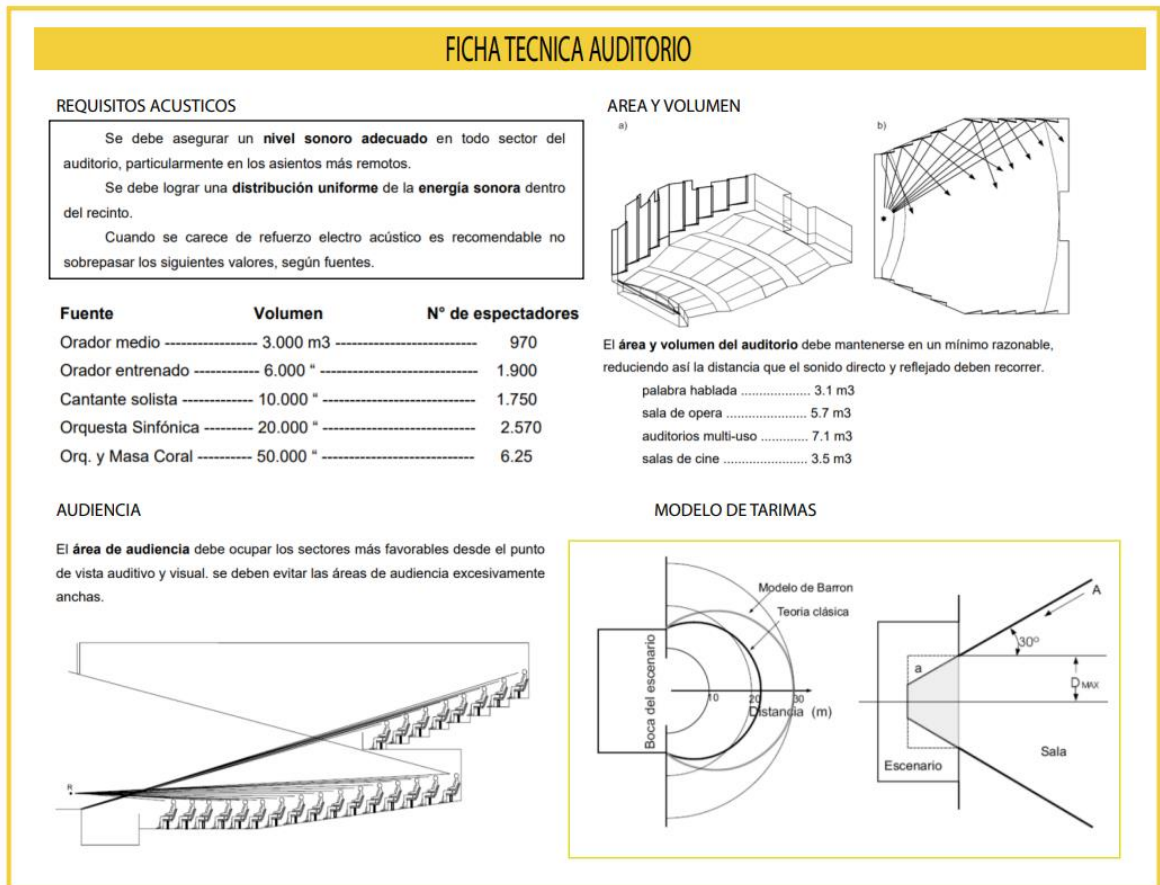 FICHA TECNICA AUDITORIO
REQUISITOS ACUSTICOS
Se debe asegurar un nivel sonoro adecuado en todo sector del
auditorio, particularmente en los asientos más remotos.
Se debe lograr una distribución uniforme de la energía sonora dentro
del recinto.
Cuando se carece de refuerzo electro acústico es recomendable no
sobrepasar los siguientes valores, según fuentes.
Fuente Volumen N° de espectadores
Orador medio ----------------- 3.000 m3 -------------------------- 970
Orador entrenado ------------ 6.000 “ ---------------------------- 1.900
Cantante solista ------------- 10.000 “ ---------------------------- 1.750
Orquesta Sinfónica --------- 20.000 “ ---------------------------- 2.570
Orq. y Masa Coral ---------- 50.000 “ ---------------------------- 6.25
AREA Y VOLUMEN
a)
b)
El área y volumen del auditorio debe mantenerse en un mínimo razonable,
reduciendo así la distancia que el sonido directo y reflejado deben recorrer.
palabra hablada ................... 3.1 m3
sala de opera ...................... 5.7 m3
auditorios multi-uso ............. 7.1 m3
salas de cine ....................... 3.5 m3
AUDIENCIA
El área de audiencia debe ocupar los sectores más favorables desde el punto
de vista auditivo y visual. se deben evitar las áreas de audiencia excesivamente
anchas.
R
MODELO DE TARIMAS
Modelo de Barron
Teoría clásica
Boca del escenario
10 20 30
Distancia (m)
A
30º
a
DMAX
Sala
Escenario